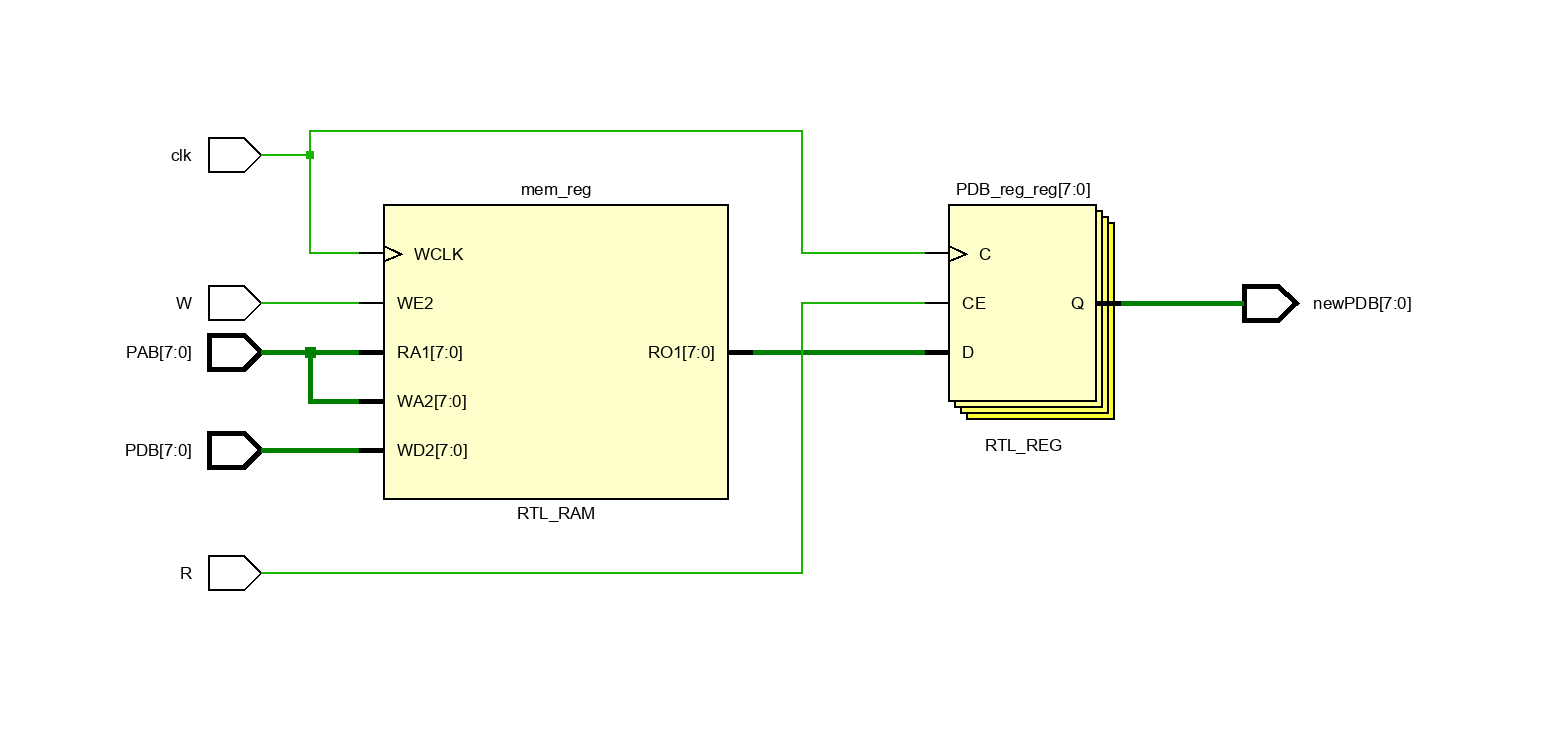 clk
W
PAB[7:0]
PDB[7:0]
R
mem_reg
WCLK
WE2
RA1[7:0]
RO1[7:0]
WA2[7:0]
WD2[7:0]
RTL_RAM
PDB_reg_reg[7:0]
C
CE
Q
D
RTL_REG
newPDB[7:0]